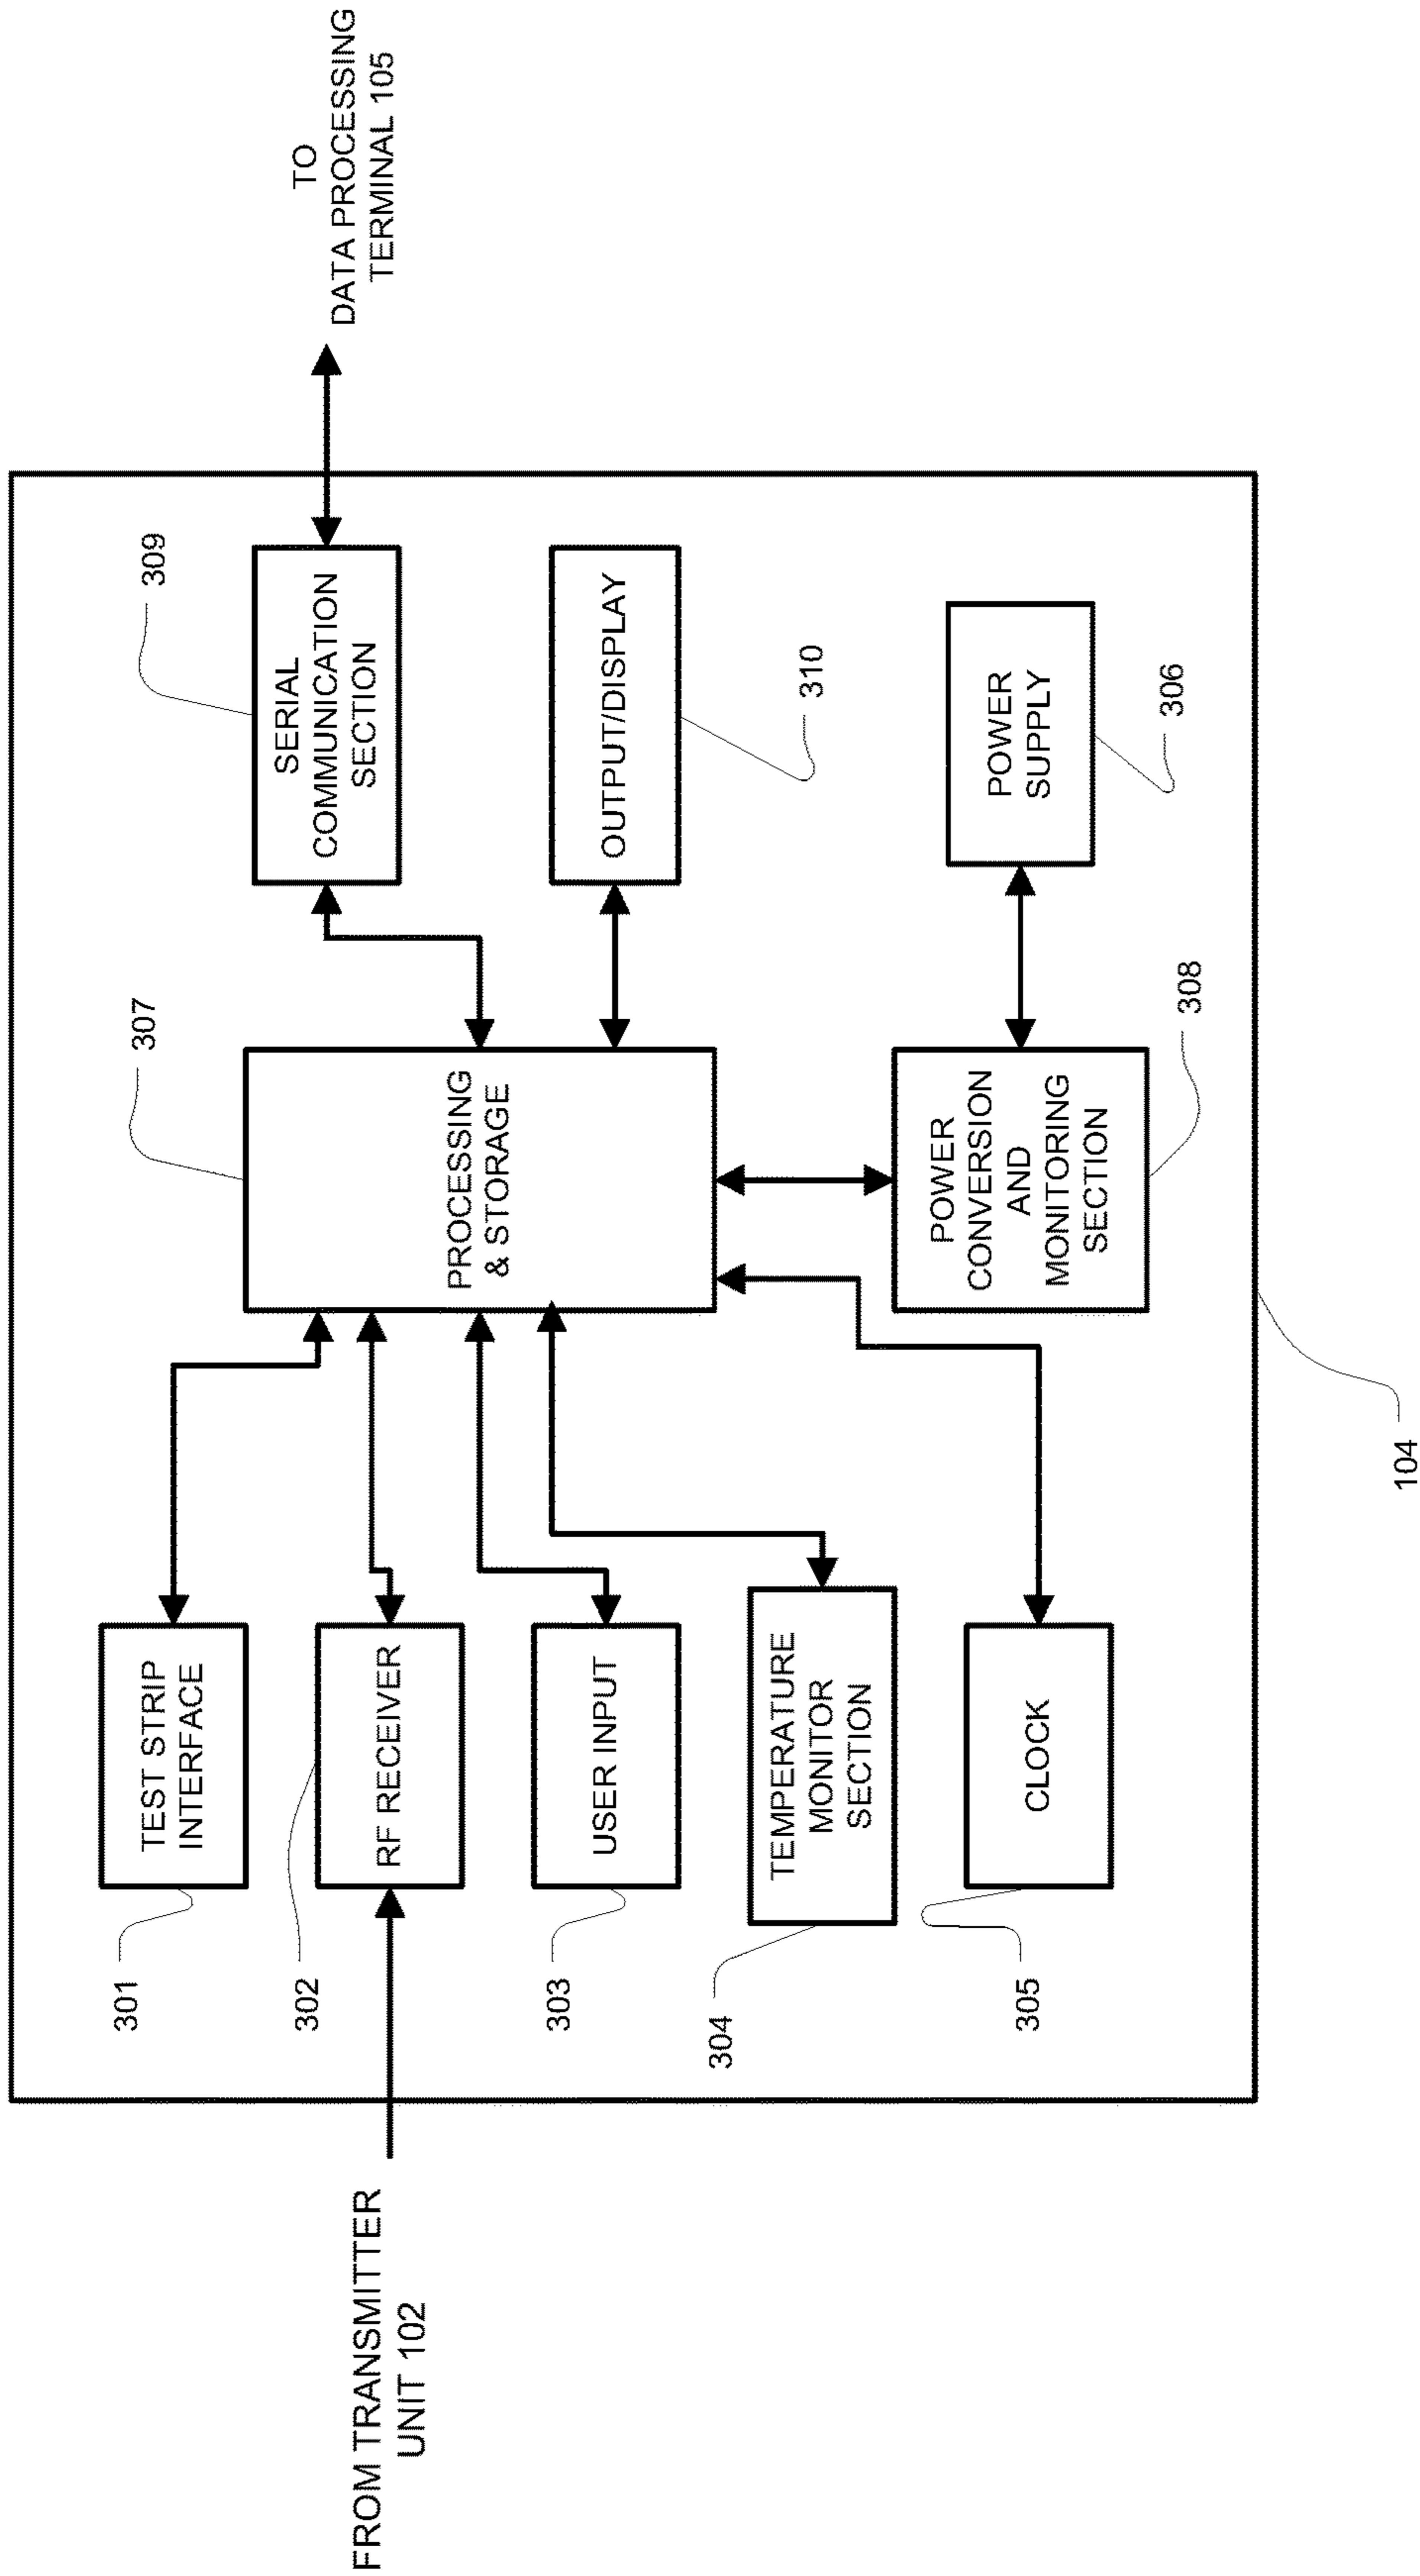 TO
DATA PROCESSING
TERMINAL 105
309
SERIAL
COMMUNICATION
SECTION
OUTPUT/DISPLAY
310
POWER
SUPPLY
306
307
PROCESSING
& STORAGE
POWER
CONVERSION
AND
MONITORING
SECTION
308
TEST STRIP
INTERFACE
301
RF RECEIVER
302
USER INPUT
303
TEMPERATURE
MONITOR
SECTION
304
CLOCK
305
104
FROM TRANSMITTER
UNIT 102